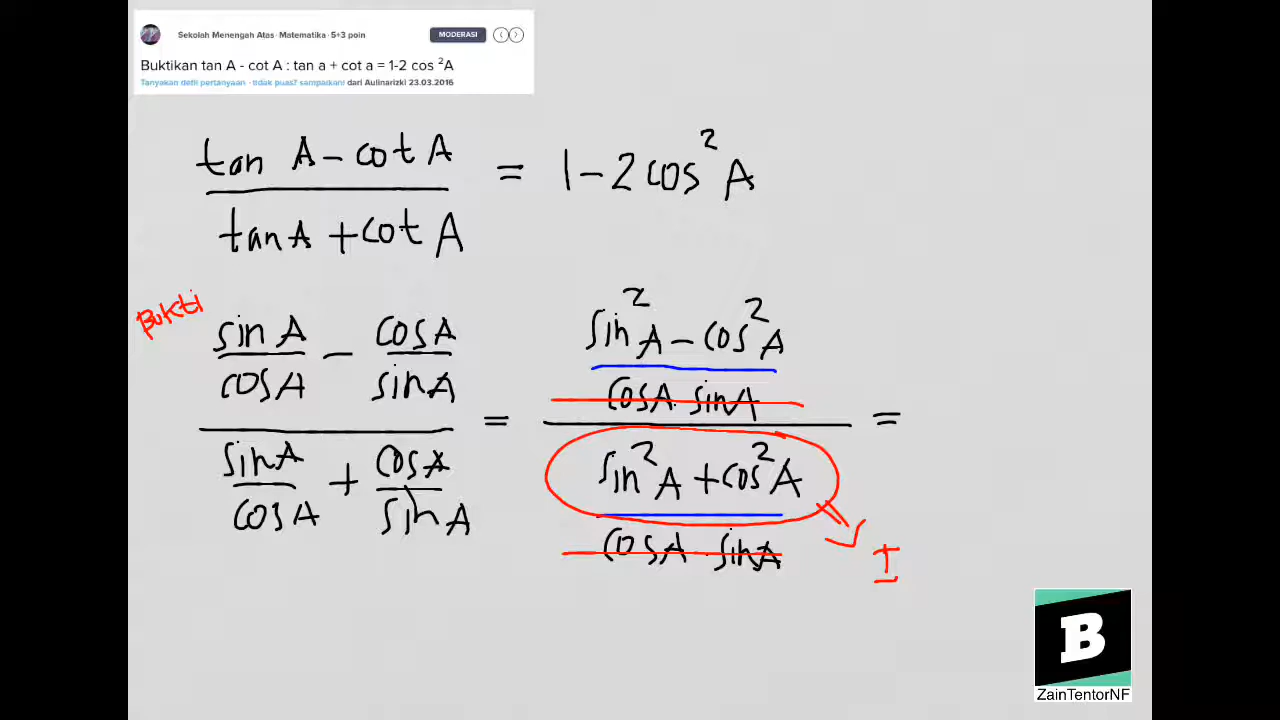 Sekolah Menengah Atas · Matematika · 5+3 poin MODERASI
Buktikan tan A - cot A : tan a + cot a = 1-2 cos ²A
Tanyakan detil pertanyaan · tidak puas? sampaikan! dari Aulinarizki 23.03.2016
tan A - cot A
= 1 - 2 cos² A
tan A + cot A
Bukti
sin A - cos A
cos A sin A
sin A + cos A
cos A sin A
=
sin² A - cos² A
cos A . sin A
sin² A + cos² A
cos A . sin A
=
1
B
ZainTentorNF